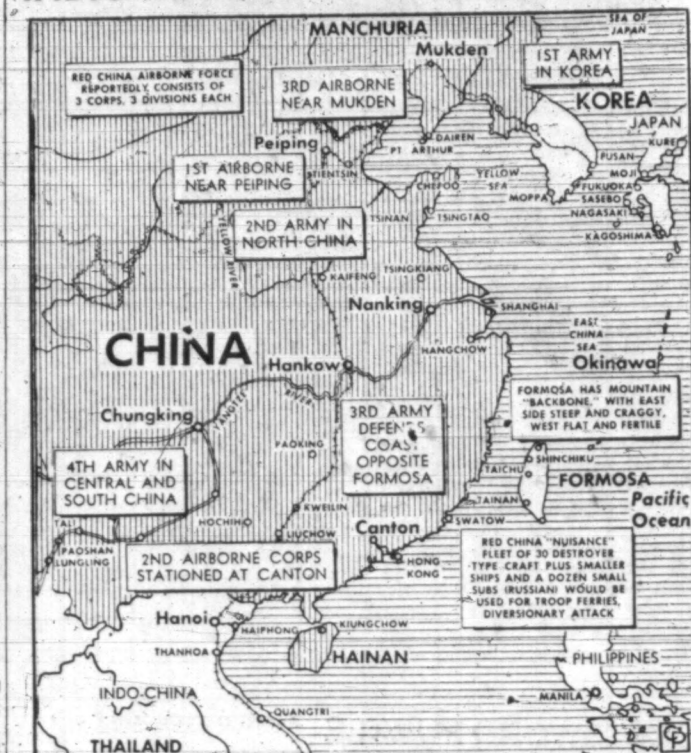 MANCHURIA
SEA OF
JAPAN
Mukden
1ST ARMY
IN KOREA
RED CHINA AIRBORNE FORCE
REPORTEDLY, CONSISTS OF
3 CORPS, 3 DIVISIONS EACH
3RD AIRBORNE
NEAR MUKDEN
KOREA
JAPAN
DAIREN
PT ARTHUR
KURE
Peiping
FUSAN
MOJI
TIENTSIN
1ST AIRBORNE
NEAR PEIPING
CHEFOO
YELLOW
SEA
MOPPA
FUKUOKA
SASEBO
NAGASAKI
TSINAN
TSINGTAO
KAGOSHIMA
2ND ARMY IN
NORTH CHINA
YELLOW RIVER
KAIFENG
TSINGKIANG
Nanking
SHANGHAI
EAST
CHINA
SEA
CHINA
HANGCHOW
Hankow
Okinawa
FORMOSA HAS MOUNTAIN
"BACKBONE," WITH EAST
SIDE STEEP AND CRAGGY,
WEST FLAT AND FERTILE
YANGTEE
RIVER
Chungking
3RD ARMY
DEFENDS
COAST
OPPOSITE
FORMOSA
PAOKING
4TH ARMY IN
CENTRAL AND
SOUTH CHINA
SHINCHIKU
TAICHU
FORMOSA
TAINAN
Pacific
Ocean
KWEILIN
HOCHIH
SWATOW
TALI
PAOSHAN
LUNGLING
LIUCHOW
Canton
HONG
KONG
2ND AIRBORNE CORPS
STATIONED AT CANTON
RED CHINA "NUISANCE"
FLEET OF 30 DESTROYER
TYPE CRAFT PLUS SMALLER
SHIPS AND A DOZEN SMALL
SUBS (RUSSIAN) WOULD BE
USED FOR TROOP FERRIES,
DIVERSIONARY ATTACK
Hanoi
HAIPHONG
KIUNGCHOW
THANHOA
HAINAN
PHILIPPINES
INDO-CHINA
MANILA
QUANGTRI
THAILAND
CP